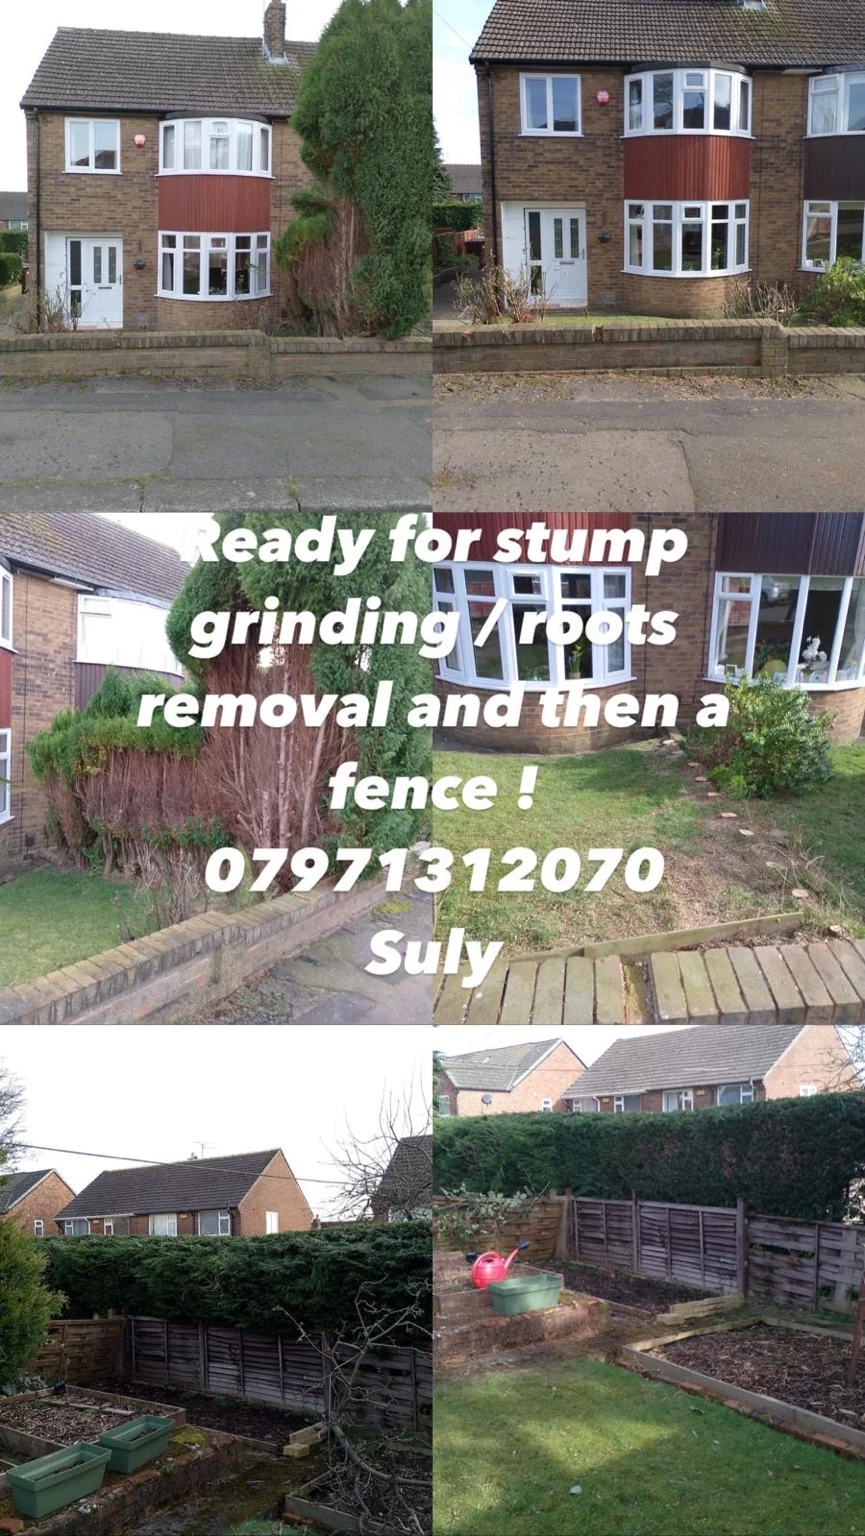 Ready for stump
grinding / roots
removal and then a
fence !
07971312070
Suly